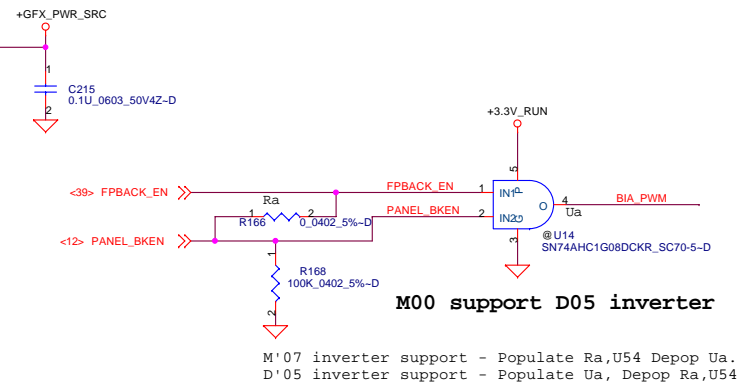 +GFX_PWR_SRC
1
C215
0.1U_0603_50V4Z~D
2
+3.3V_RUN
5
<39> FPBACK_EN
FPBACK_EN
1
IN1
P
Ra
1
2
R166
0_0402_5%~D
PANEL_BKEN
2
IN2
G
O
4
BIA_PWM
Ua
3
<12> PANEL_BKEN
@U14
SN74AHC1G08DCKR_SC70-5~D
1
R168
100K_0402_5%~D
2
M00 support D05 inverter
M'07 inverter support - Populate Ra,U54 Depop Ua.
D'05 inverter support - Populate Ua, Depop Ra,U54